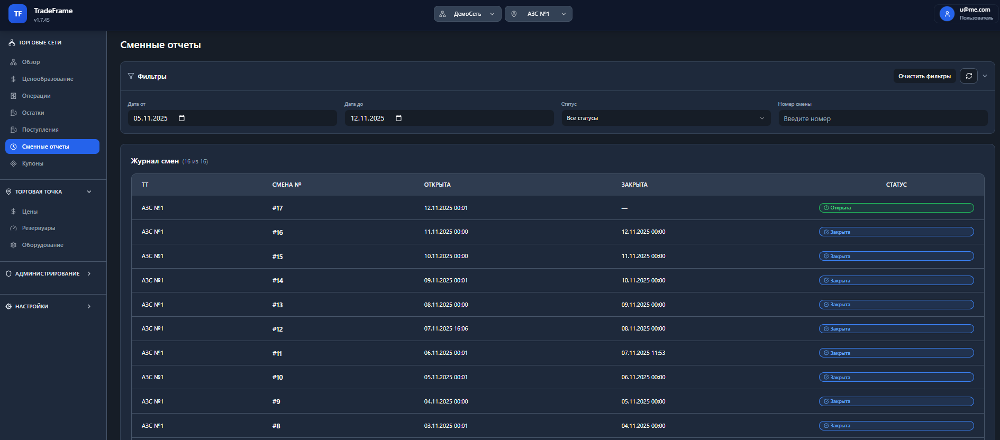 TF
TradeFrame
v1.7.45
ДемоСеть
АЗС №1
u@me.com
Пользователь
ТОРГОВЫЕ СЕТИ
Обзор
Ценообразование
Операции
Остатки
Поступления
Сменные отчеты
Купоны
ТОРГОВАЯ ТОЧКА
Цены
Резервуары
Оборудование
АДМИНИСТРИРОВАНИЕ
НАСТРОЙКИ
Сменные отчеты
Фильтры
Очистить фильтры
Дата от
Дата до
Статус
Номер смены
05.11.2025
12.11.2025
Все статусы
Введите номер
Журнал смен (16 из 16)
ТТ СМЕНА № ОТКРЫТА ЗАКРЫТА СТАТУС
АЗС №1 #17 12.11.2025 00:01 — Открыта
АЗС №1 #16 11.11.2025 00:00 12.11.2025 00:00 Закрыта
АЗС №1 #15 10.11.2025 00:00 11.11.2025 00:00 Закрыта
АЗС №1 #14 09.11.2025 00:01 10.11.2025 00:00 Закрыта
АЗС №1 #13 08.11.2025 00:00 09.11.2025 00:00 Закрыта
АЗС №1 #12 07.11.2025 16:06 08.11.2025 00:00 Закрыта
АЗС №1 #11 06.11.2025 00:01 07.11.2025 11:53 Закрыта
АЗС №1 #10 05.11.2025 00:01 06.11.2025 00:00 Закрыта
АЗС №1 #9 04.11.2025 00:00 05.11.2025 00:00 Закрыта
АЗС №1 #8 03.11.2025 00:01 04.11.2025 00:00 Закрыта